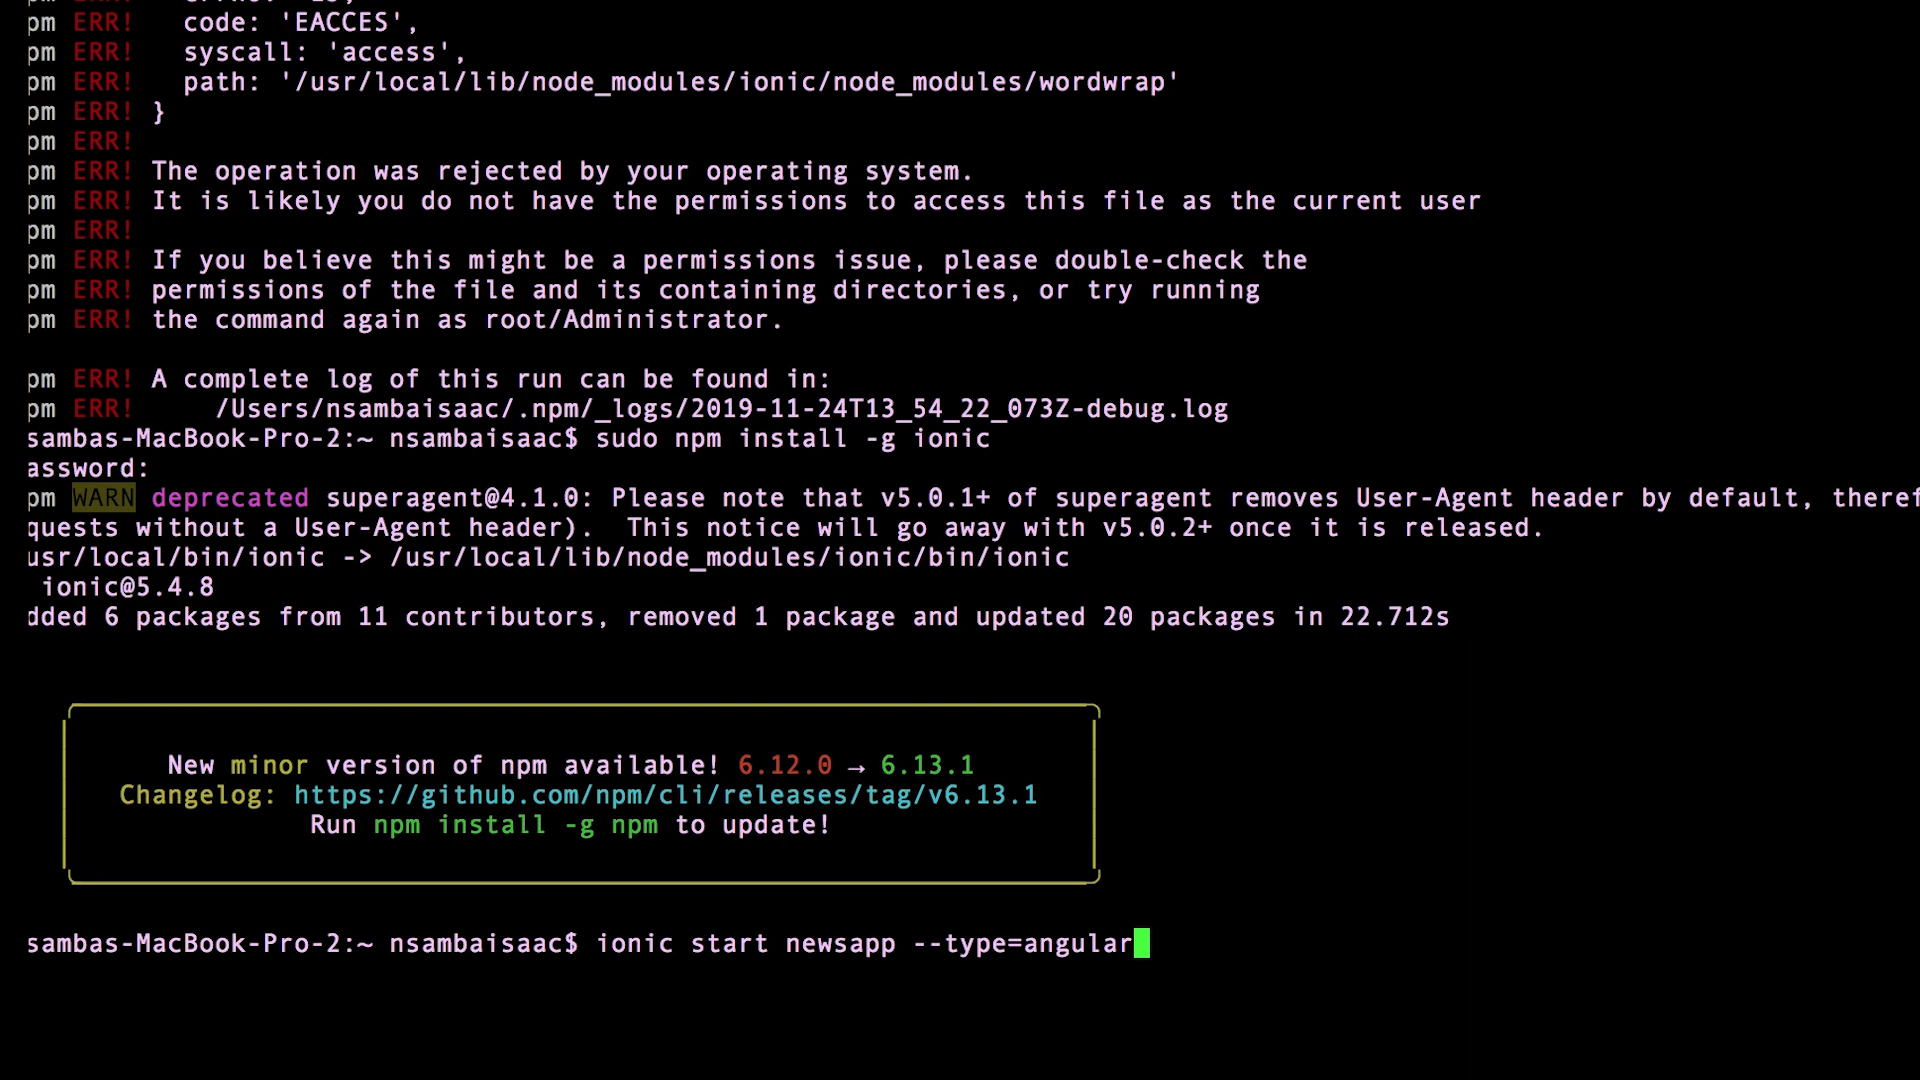 pm ERR!   code: 'EACCES',
pm ERR!   syscall: 'access',
pm ERR!   path: '/usr/local/lib/node_modules/ionic/node_modules/wordwrap'
pm ERR! }
pm ERR!
pm ERR! The operation was rejected by your operating system.
pm ERR! It is likely you do not have the permissions to access this file as the current user
pm ERR!
pm ERR! If you believe this might be a permissions issue, please double-check the
pm ERR! permissions of the file and its containing directories, or try running
pm ERR! the command again as root/Administrator.
pm ERR! A complete log of this run can be found in:
pm ERR!     /Users/nsambaisaac/.npm/_logs/2019-11-24T13_54_22_073Z-debug.log
sambas-MacBook-Pro-2:~ nsambaisaac$ sudo npm install -g ionic
assword:
pm WARN deprecated superagent@4.1.0: Please note that v5.0.1+ of superagent removes User-Agent header by default, theref
quests without a User-Agent header).  This notice will go away with v5.0.2+ once it is released.
usr/local/bin/ionic -> /usr/local/lib/node_modules/ionic/bin/ionic
ionic@5.4.8
dded 6 packages from 11 contributors, removed 1 package and updated 20 packages in 22.712s
New minor version of npm available! 6.12.0 → 6.13.1
Changelog: https://github.com/npm/cli/releases/tag/v6.13.1
Run npm install -g npm to update!
sambas-MacBook-Pro-2:~ nsambaisaac$ ionic start newsapp --type=angular